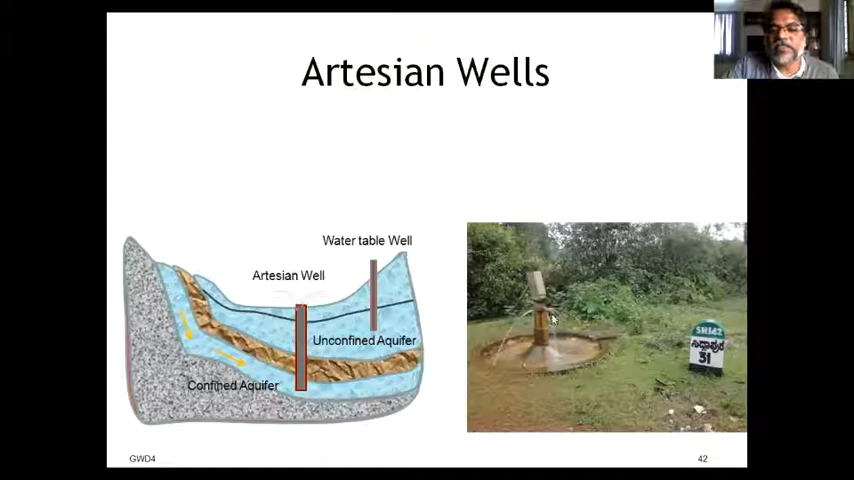 Artesian Wells
Water table Well
Artesian Well
Unconfined Aquifer
Confined Aquifer
SH162
ಸಿದ್ದಾಪುರ
31
GWD4
42